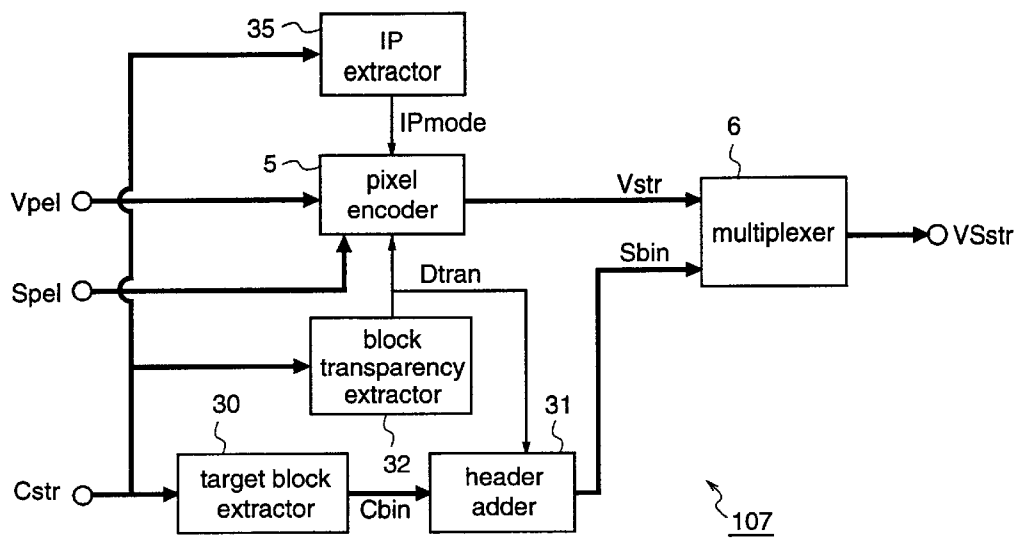 35
IP
extractor
IPmode
5
pixel
encoder
6
Vpel
Vstr
multiplexer
VSstr
Sbin
Spel
Dtran
block
transparency
extractor
30
32
31
Cstr
target block
extractor
Cbin
header
adder
107